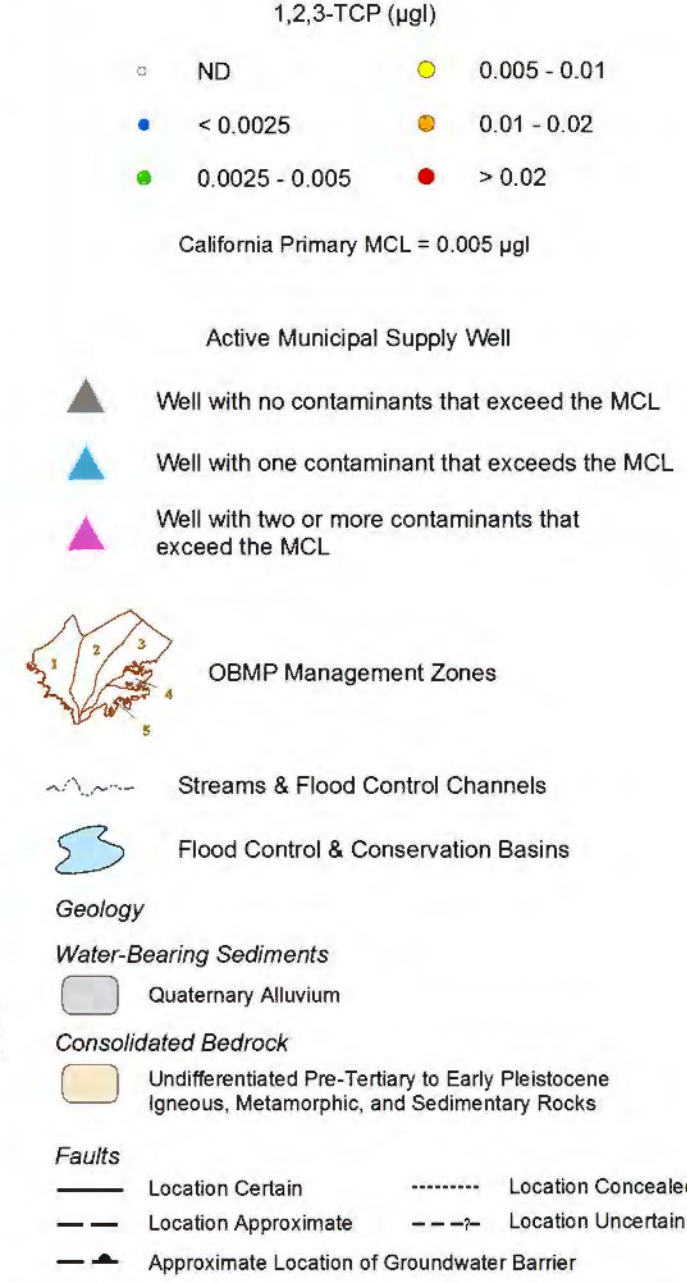 1,2,3-TCP (µgl)
ND
0.005 - 0.01
< 0.0025
0.01 - 0.02
0.0025 - 0.005
> 0.02
California Primary MCL = 0.005 µgl
Active Municipal Supply Well
Well with no contaminants that exceed the MCL
Well with one contaminant that exceeds the MCL
Well with two or more contaminants that
exceed the MCL
1
2
3
4
5
OBMP Management Zones
Streams & Flood Control Channels
Flood Control & Conservation Basins
Geology
Water-Bearing Sediments
Quaternary Alluvium
Consolidated Bedrock
Undifferentiated Pre-Tertiary to Early Pleistocene
Igneous, Metamorphic, and Sedimentary Rocks
Faults
Location Certain
Location Concealed
Location Approximate
?
Location Uncertain
Approximate Location of Groundwater Barrier